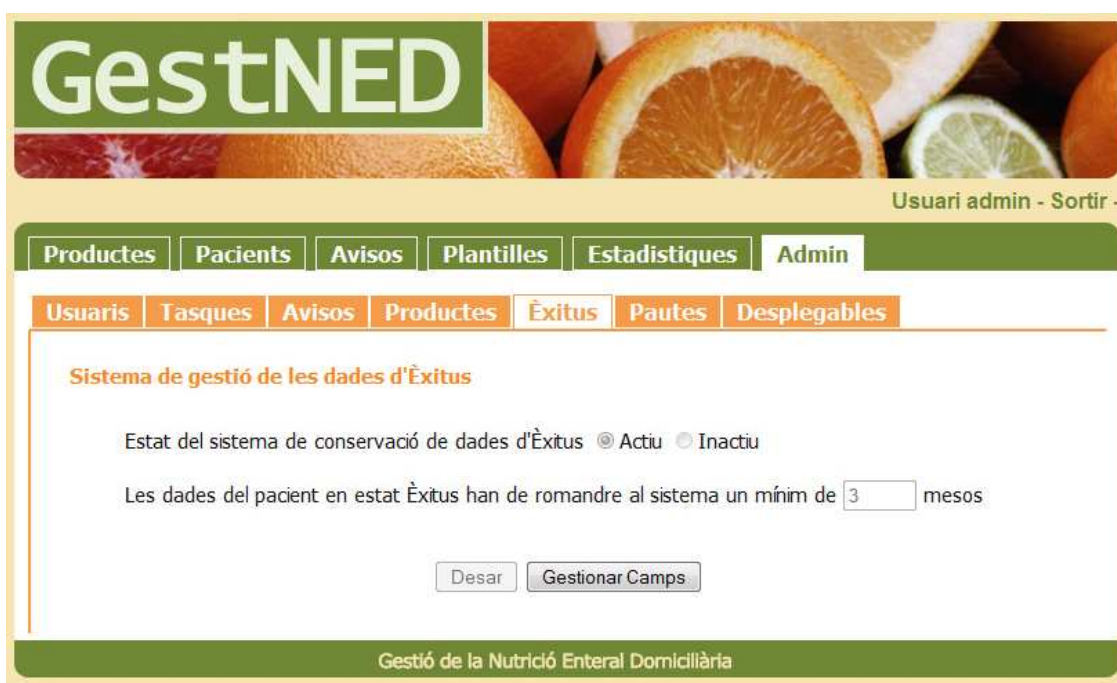 GestNED
Usuari admin - Sortir -
Productes Pacients Avisos Plantilles Estadistiques Admin
Usuaris Tasques Avisos Productes Èxitus Pautes Desplegables
Sistema de gestió de les dades d'Èxitus
Estat del sistema de conservació de dades d'Èxitus Actiu Inactiu
Les dades del pacient en estat Èxitus han de romandre al sistema un mínim de 3 mesos
Desar Gestionar Camps
Gestió de la Nutrició Enteral Domiciliària